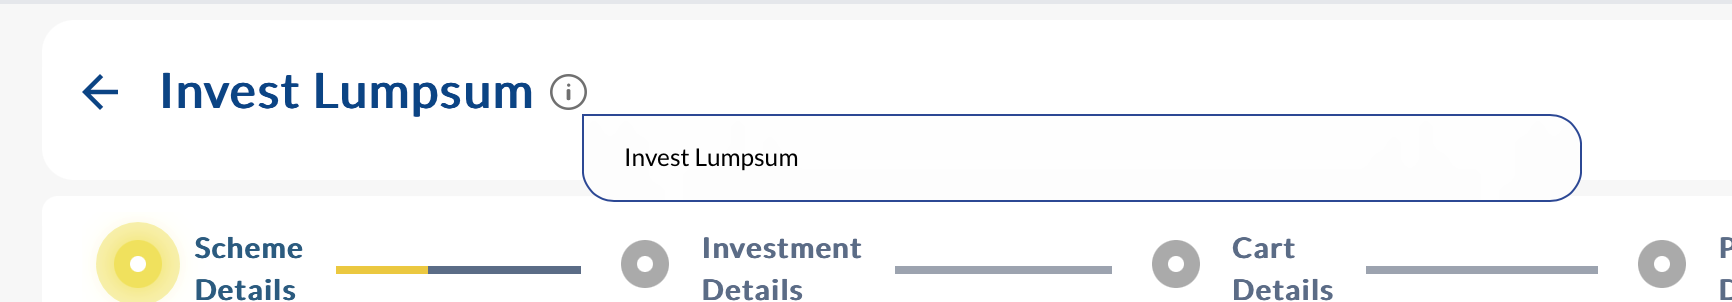 Invest Lumpsum
Invest Lumpsum
Scheme
Details
Investment
Details
Cart
Details